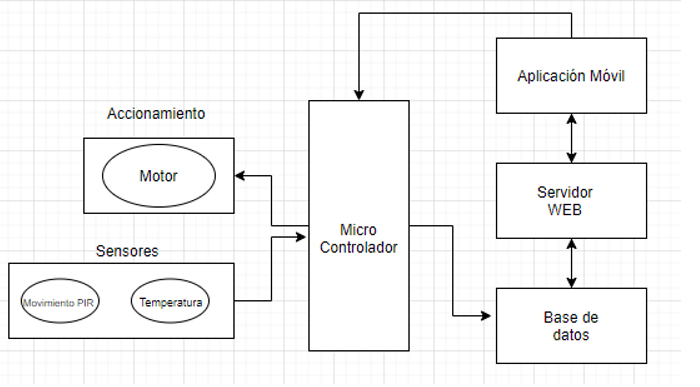 Accionamiento
Motor
Sensores
Movimiento PIR
Temperatura
Micro
Controlador
Aplicación Móvil
Servidor
WEB
Base de
datos